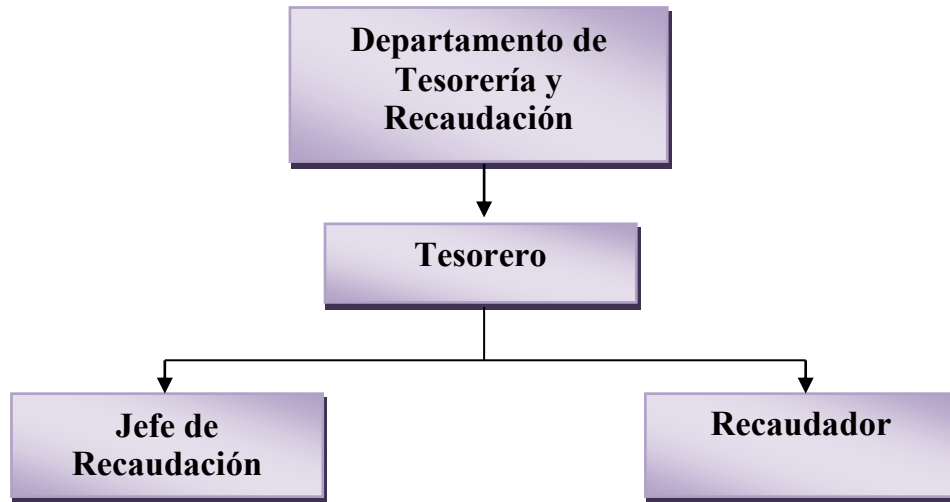 Departamento de
Tesorería y
Recaudación
Tesorero
Jefe de
Recaudación
Recaudador